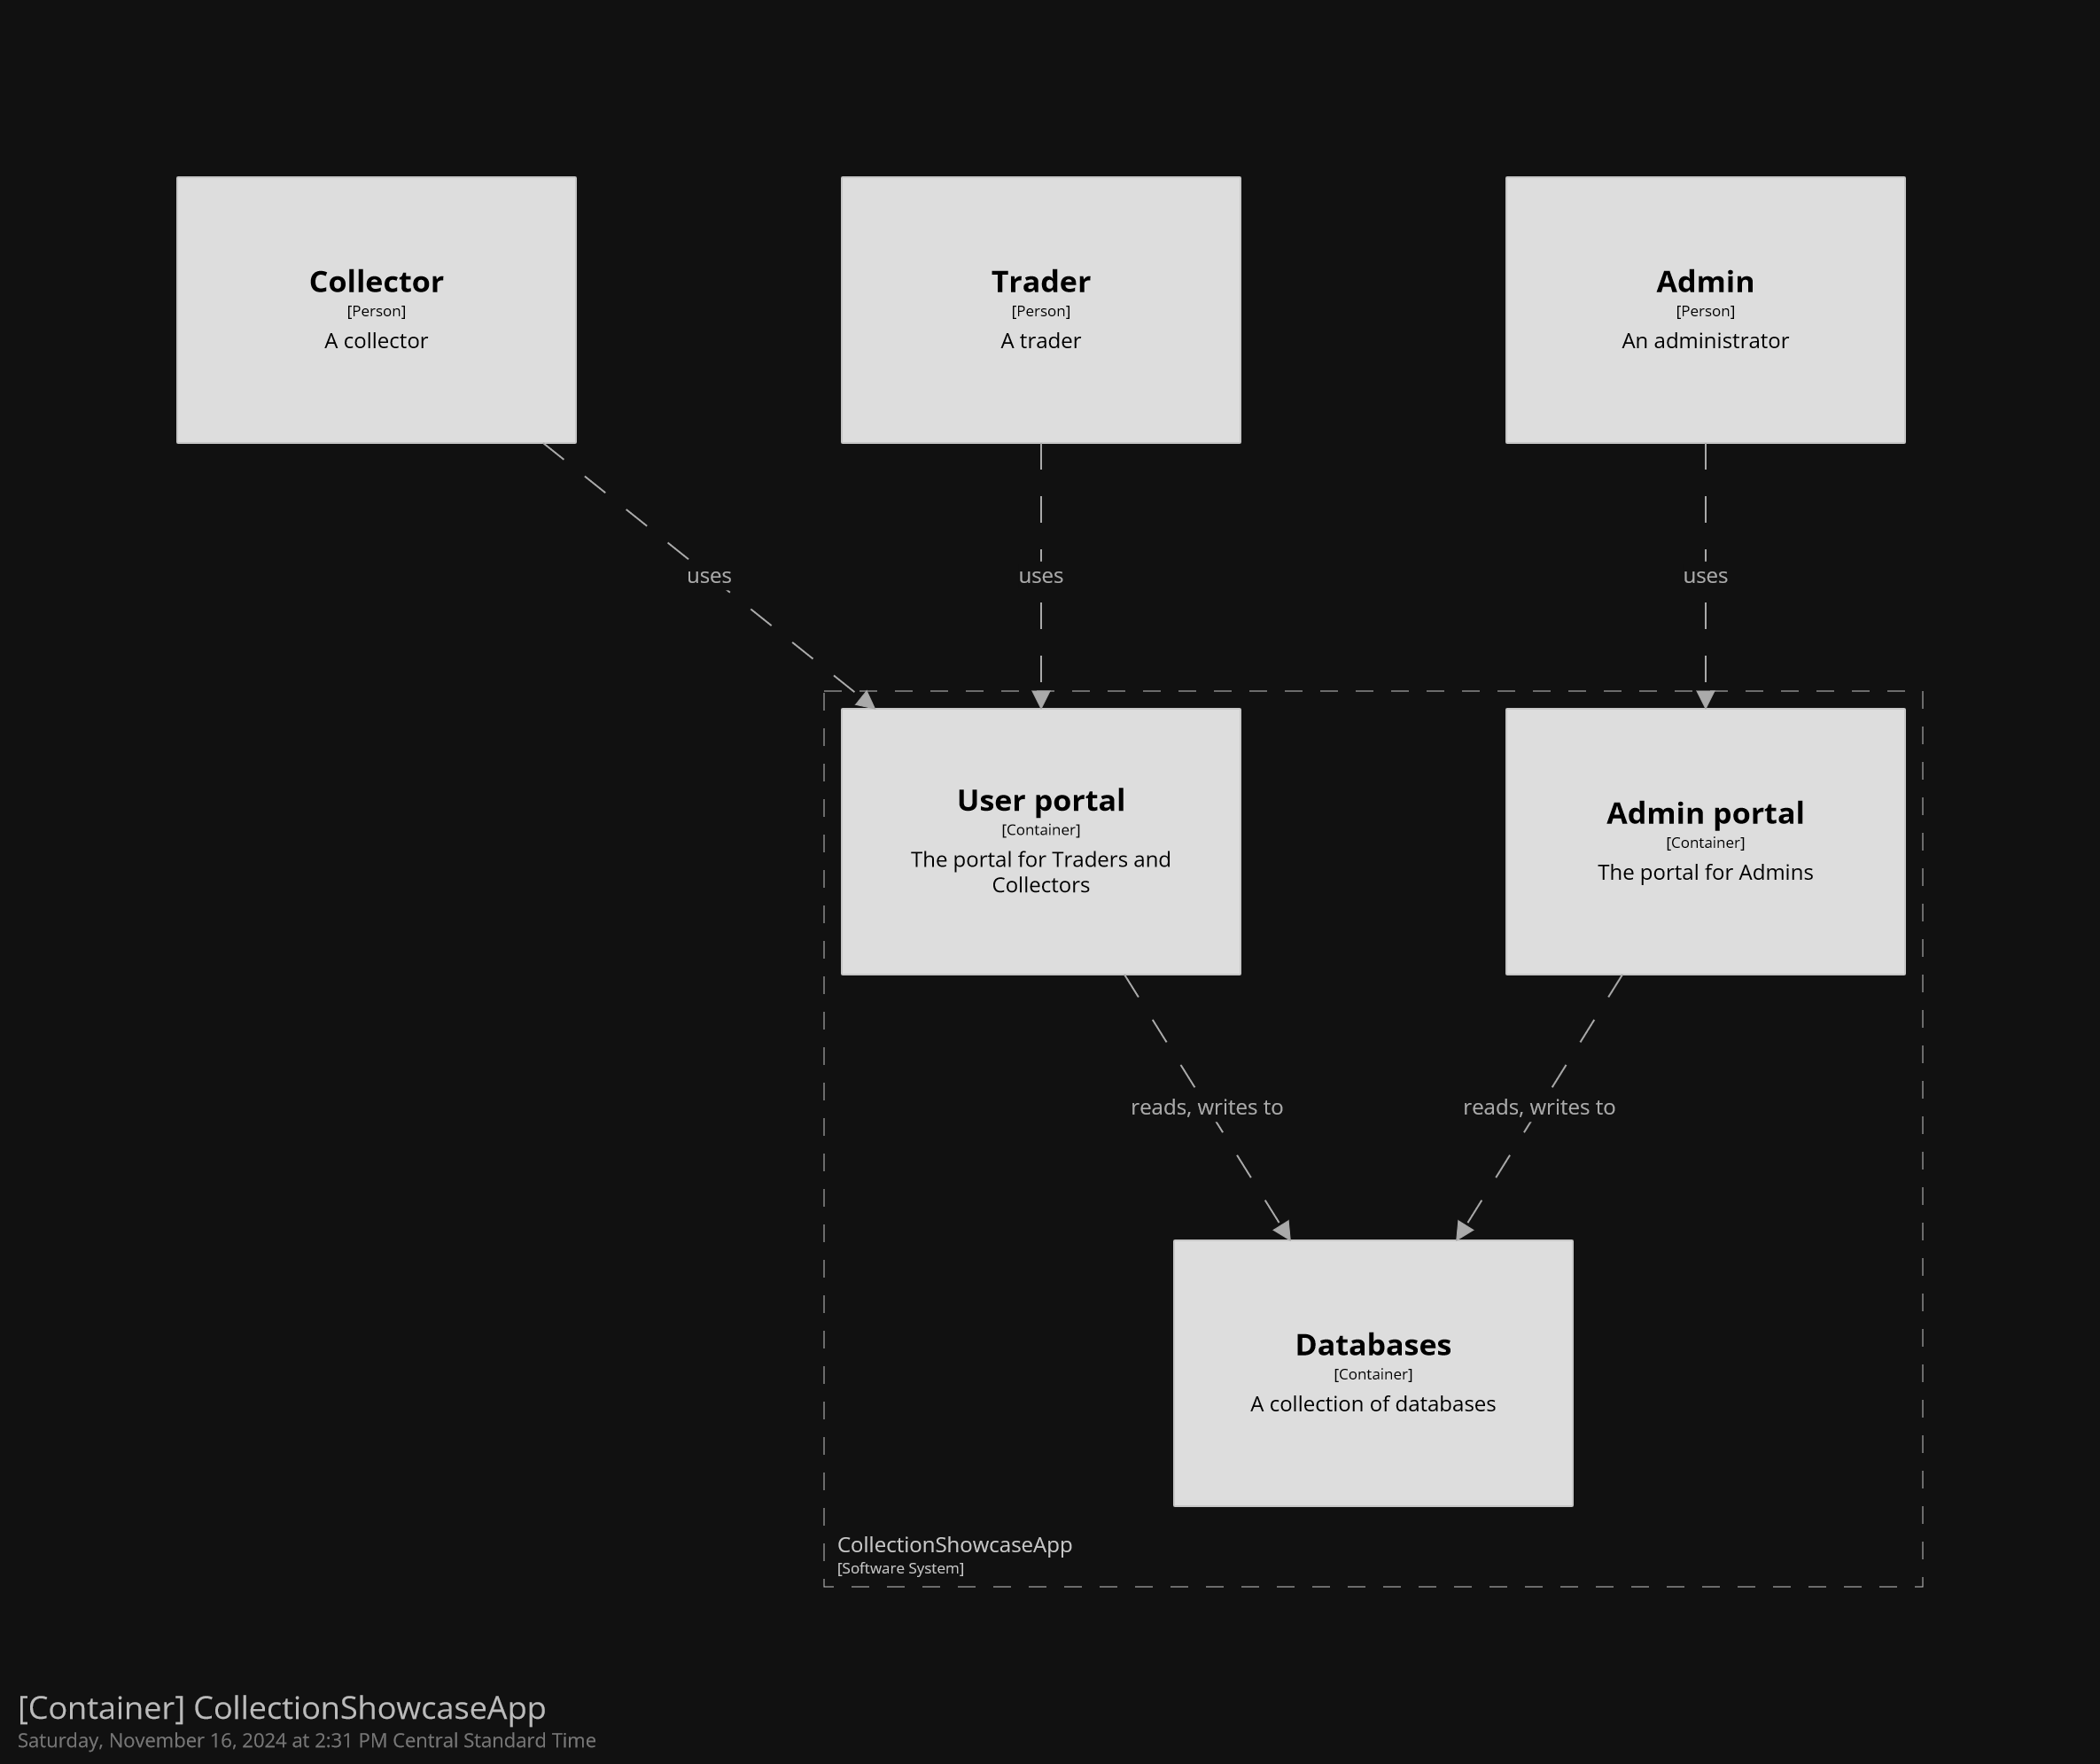 Collector
[Person]
A collector
Trader
[Person]
A trader
Admin
[Person]
An administrator
uses
uses
uses
User portal
[Container]
The portal for Traders and
Collectors
Admin portal
[Container]
The portal for Admins
reads, writes to
reads, writes to
Databases
[Container]
A collection of databases
CollectionShowcaseApp
[Software System]
[Container] CollectionShowcaseApp
Saturday, November 16, 2024 at 2:31 PM Central Standard Time